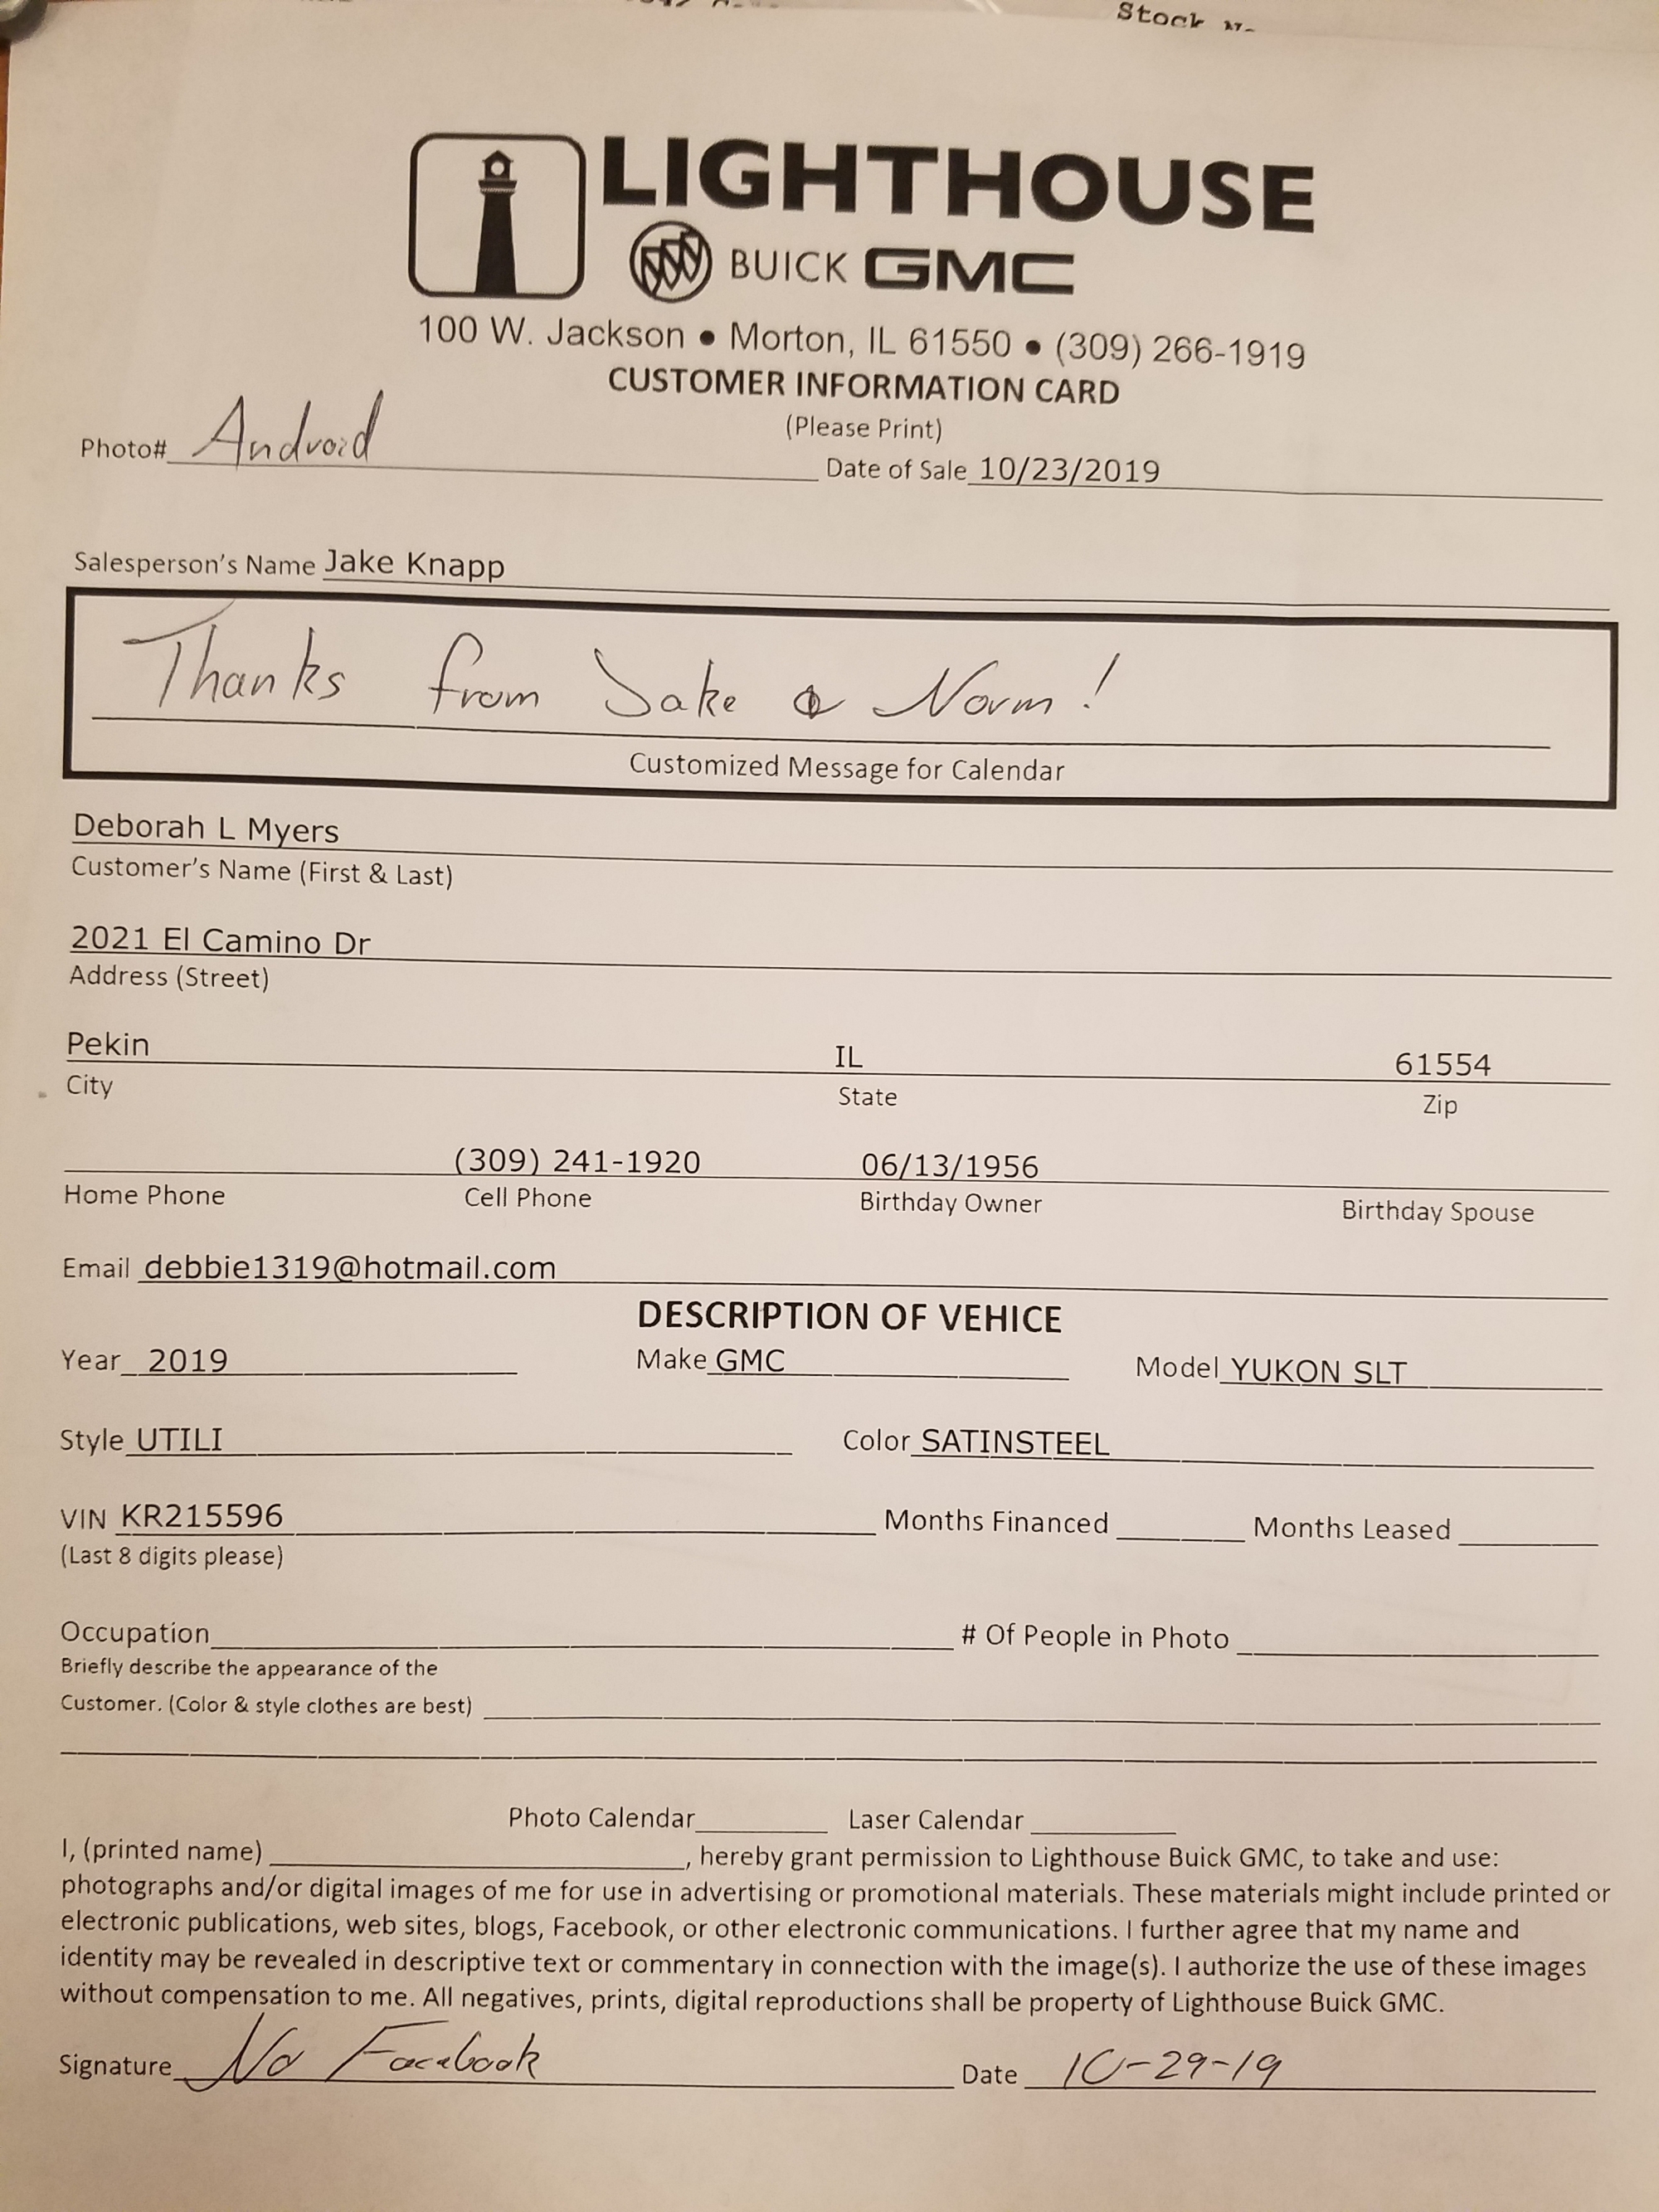 Stock
LIGHTHOUSE
BUICK GMC
100 W. Jackson • Morton, IL 61550 • (309) 266-1919
CUSTOMER INFORMATION CARD
(Please Print)
Photo# Android
Date of Sale 10/23/2019
Salesperson's Name Jake Knapp
Thanks from Jake & Norm!
Customized Message for Calendar
Deborah L Myers
Customer's Name (First & Last)
2021 El Camino Dr
Address (Street)
Pekin IL 61554
City State Zip
(309) 241-1920 06/13/1956
Home Phone Cell Phone Birthday Owner Birthday Spouse
Email debbie1319@hotmail.com
DESCRIPTION OF VEHICE
Year 2019 Make GMC Model YUKON SLT
Style UTILI Color SATINSTEEL
VIN KR215596 Months Financed Months Leased
(Last 8 digits please)
Occupation # Of People in Photo
Briefly describe the appearance of the
Customer. (Color & style clothes are best)
Photo Calendar Laser Calendar
I, (printed name) , hereby grant permission to Lighthouse Buick GMC, to take and use:
photographs and/or digital images of me for use in advertising or promotional materials. These materials might include printed or
electronic publications, web sites, blogs, Facebook, or other electronic communications. I further agree that my name and
identity may be revealed in descriptive text or commentary in connection with the image(s). I authorize the use of these images
without compensation to me. All negatives, prints, digital reproductions shall be property of Lighthouse Buick GMC.
Signature No Facebook Date 10-29-19